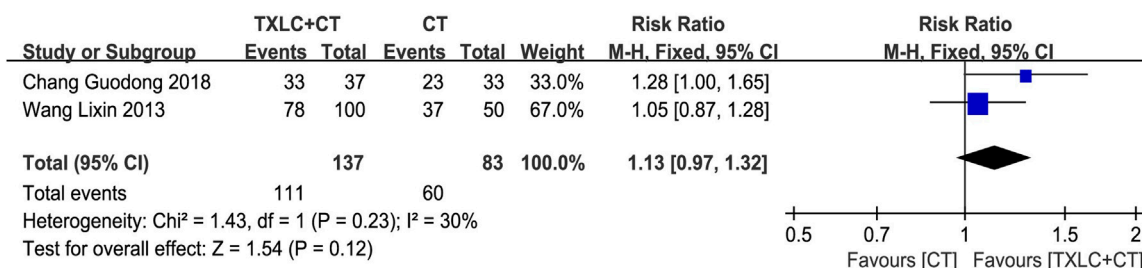 TXLC+CT CT Risk Ratio Risk Ratio
Study or Subgroup Events Total Events Total Weight M-H, Fixed, 95% CI M-H, Fixed, 95% CI
Chang Guodong 2018 33 37 23 33 33.0% 1.28 [1.00, 1.65]
Wang Lixin 2013 78 100 37 50 67.0% 1.05 [0.87, 1.28]
Total (95% CI) 137 83 100.0% 1.13 [0.97, 1.32]
Total events 111 60
Heterogeneity: Chi² = 1.43, df = 1 (P = 0.23); I² = 30%
Test for overall effect: Z = 1.54 (P = 0.12)
0.5 0.7 1 1.5 2
Favours [CT] Favours [TXLC+CT]